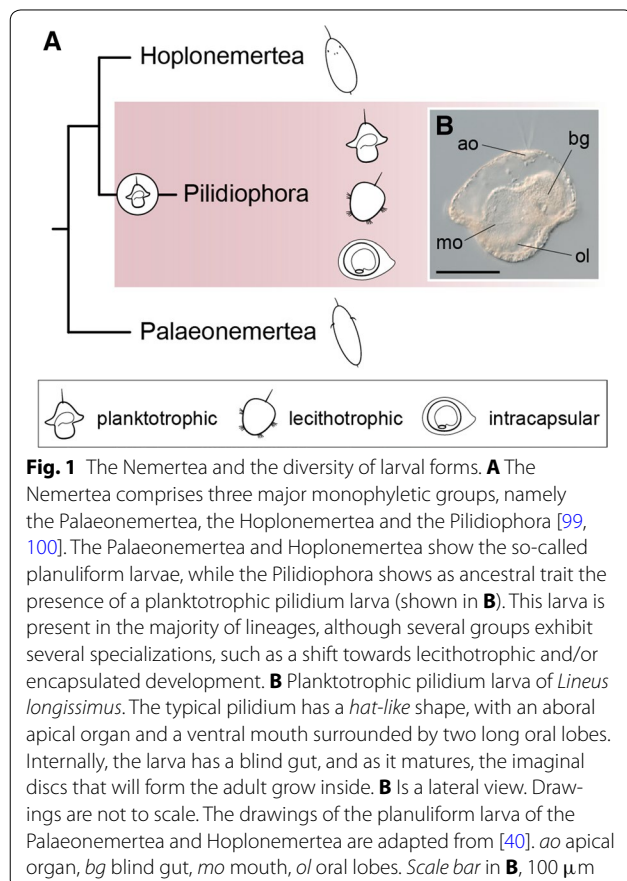 A
Hoplonemertea
B
ao
bg
Pilidiophora
mo
ol
Palaeonemertea
planktotrophic lecithotrophic intracapsular
Fig. 1 The Nemertea and the diversity of larval forms. A The
Nemertea comprises three major monophyletic groups, namely
the Palaeonemertea, the Hoplonemertea and the Pilidiophora [99,
100]. The Palaeonemertea and Hoplonemertea show the so-called
planuliform larvae, while the Pilidiophora shows as ancestral trait the
presence of a planktotrophic pilidium larva (shown in B). This larva is
present in the majority of lineages, although several groups exhibit
several specializations, such as a shift towards lecithotrophic and/or
encapsulated development. B Planktotrophic pilidium larva of Lineus
longissimus. The typical pilidium has a hat-like shape, with an aboral
apical organ and a ventral mouth surrounded by two long oral lobes.
Internally, the larva has a blind gut, and as it matures, the imaginal
discs that will form the adult grow inside. B Is a lateral view. Draw-
ings are not to scale. The drawings of the planuliform larva of the
Palaeonemertea and Hoplonemertea are adapted from [40]. ao apical
organ, bg blind gut, mo mouth, ol oral lobes. Scale bar in B, 100 μm